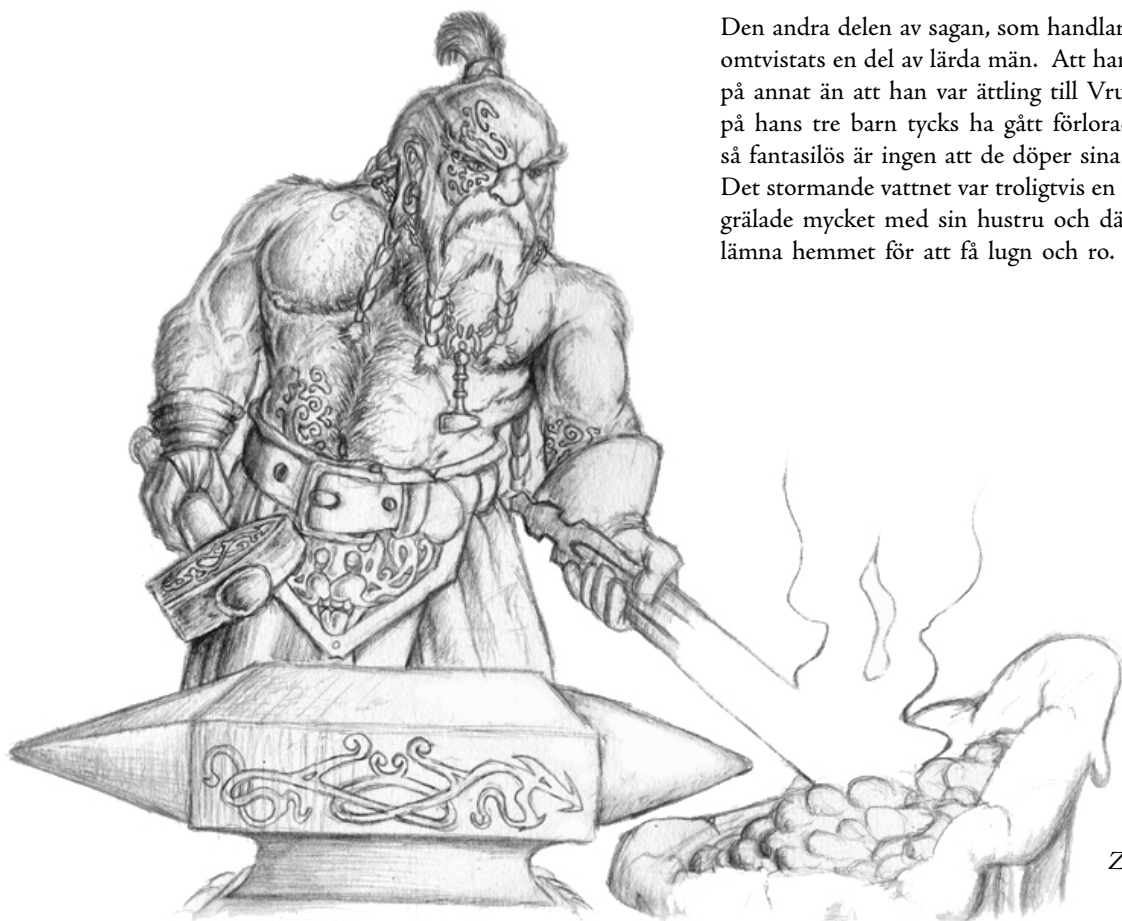 Den andra delen av sagan, som handlar
omtvistats en del av lärda män. Att han
på annat än att han var ättling till Vru
på hans tre barn tycks ha gått förlorad
så fantasilös är ingen att de döper sina
Det stormande vattnet var troligtvis en
grälade mycket med sin hustru och dä
lämna hemmet för att få lugn och ro.
Z